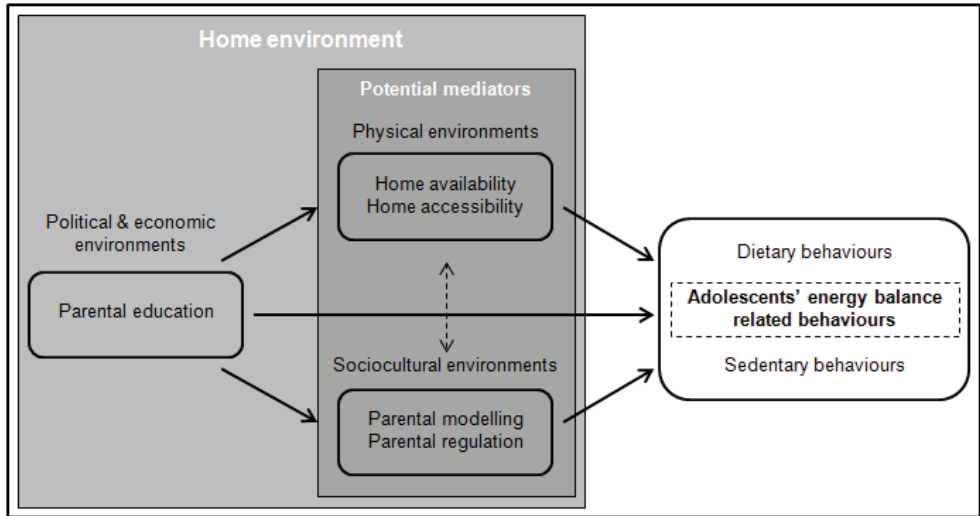 Home environment
Potential mediators
Physical environments
Home availability
Home accessibility
Political & economic
environments
Parental education
Dietary behaviours
Adolescents’ energy balance
related behaviours
Sedentary behaviours
Sociocultural environments
Parental modelling
Parental regulation